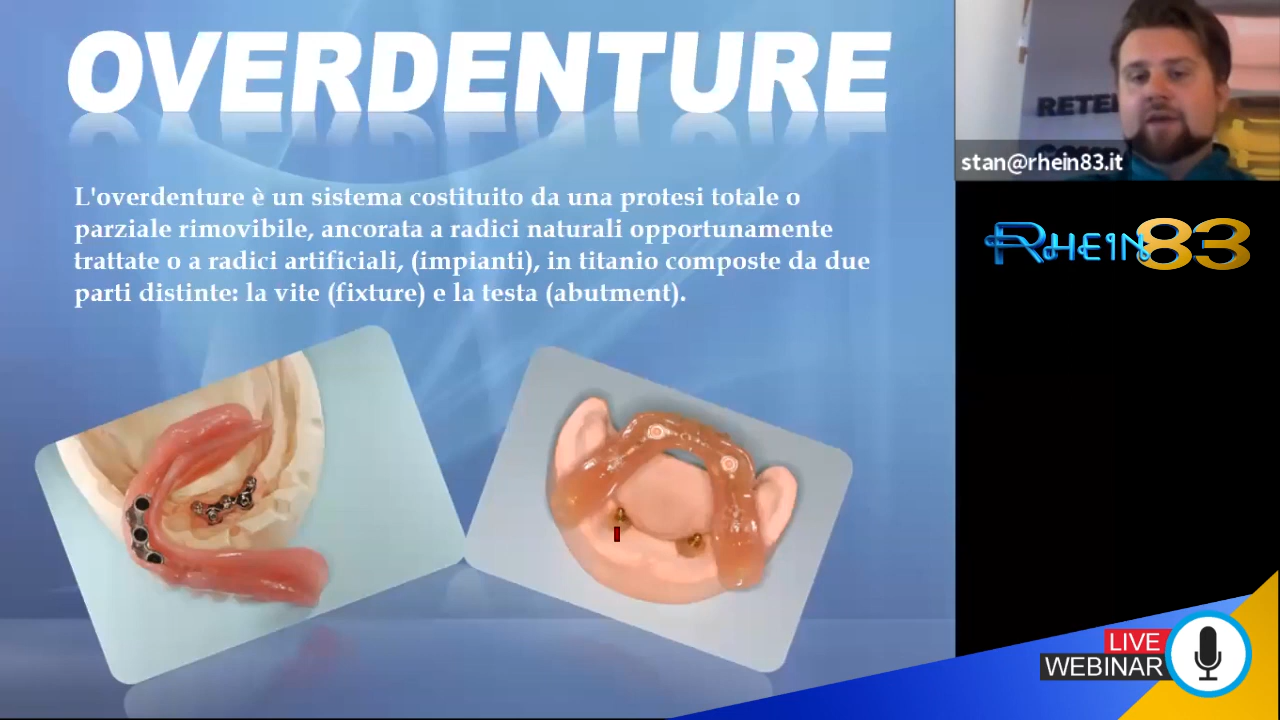 OVERDENTURE
L'overdenture è un sistema costituito da una protesi totale o
parziale rimovibile, ancorata a radici naturali opportunamente
trattate o a radici artificiali, (impianti), in titanio composte da due
parti distinte: la vite (fixture) e la testa (abutment).
stan@rhein83.it
RHEIN83
LIVE
WEBINAR